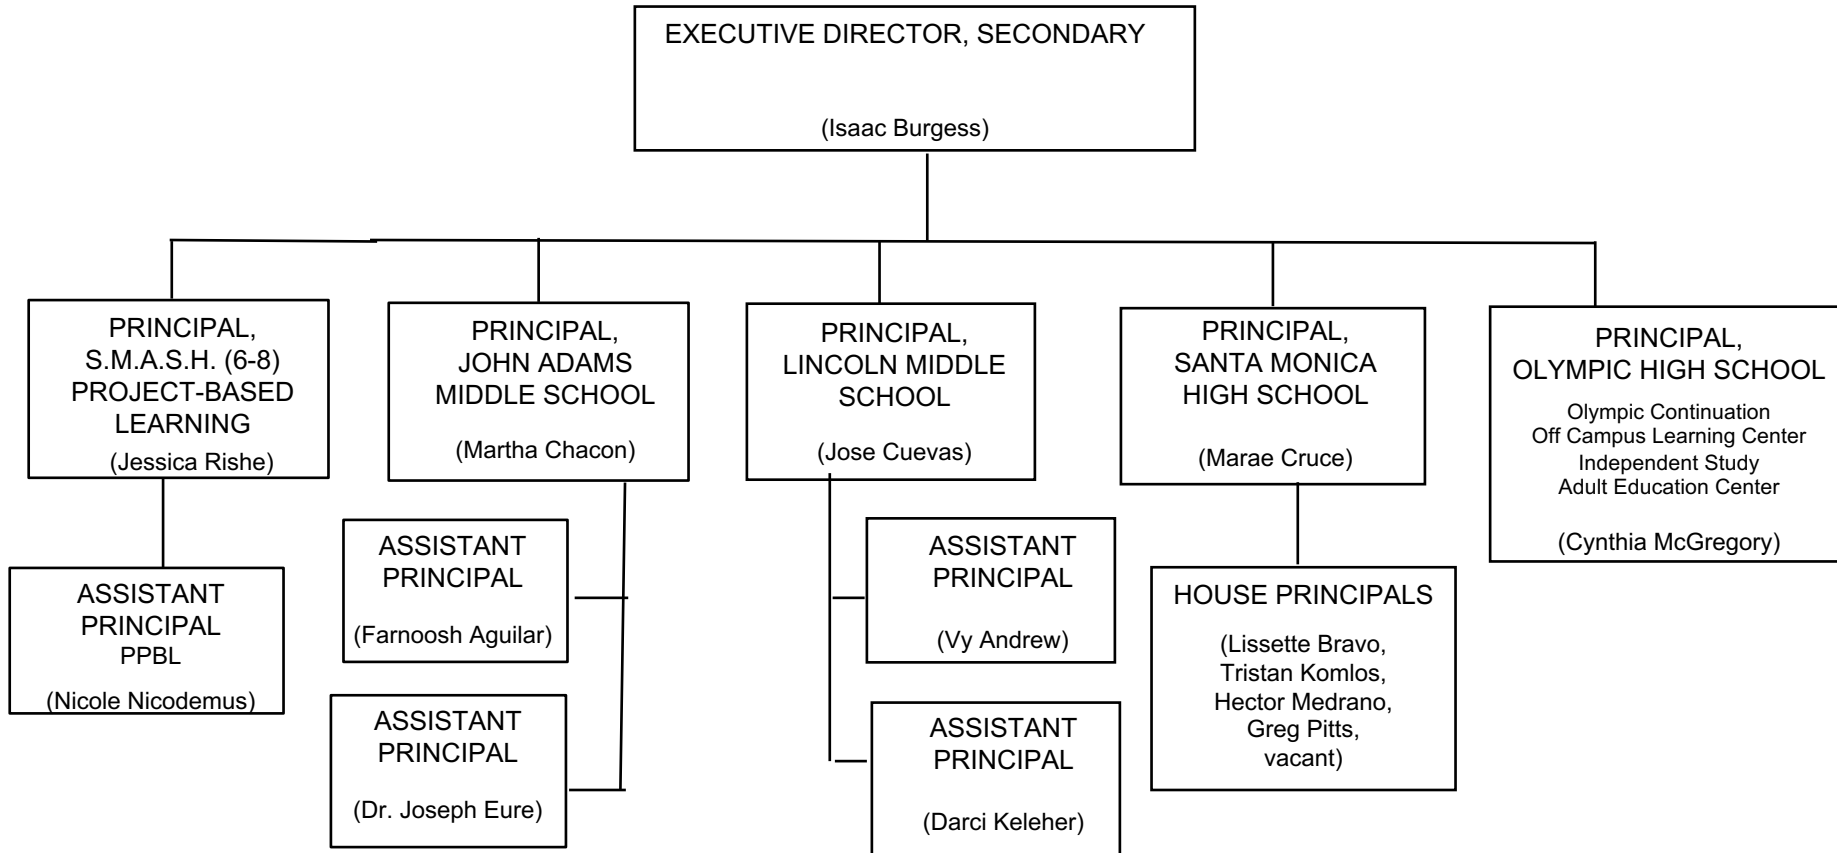 EXECUTIVE DIRECTOR, SECONDARY
(Isaac Burgess)
PRINCIPAL,
S.M.A.S.H. (6-8)
PROJECT-BASED
LEARNING
(Jessica Rishe)
PRINCIPAL,
JOHN ADAMS
MIDDLE SCHOOL
(Martha Chacon)
PRINCIPAL,
LINCOLN MIDDLE
SCHOOL
(Jose Cuevas)
PRINCIPAL,
SANTA MONICA
HIGH SCHOOL
(Marae Cruce)
PRINCIPAL,
OLYMPIC HIGH SCHOOL
Olympic Continuation
Off Campus Learning Center
Independent Study
Adult Education Center
(Cynthia McGregory)
ASSISTANT
PRINCIPAL
PPBL
(Nicole Nicodemus)
ASSISTANT
PRINCIPAL
(Farnoosh Aguilar)
ASSISTANT
PRINCIPAL
(Dr. Joseph Eure)
ASSISTANT
PRINCIPAL
(Vy Andrew)
ASSISTANT
PRINCIPAL
(Darci Keleher)
HOUSE PRINCIPALS
(Lissette Bravo,
Tristan Komlos,
Hector Medrano,
Greg Pitts,
vacant)